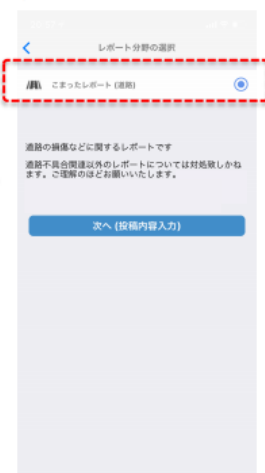 レポート分野の選択
こまったレポート (道路)
道路の損傷などに関するレポートです
道路不具合関連以外のレポートについては対処致しかね
ます。ご理解のほどお願いいたします。
次へ (投稿内容入力)